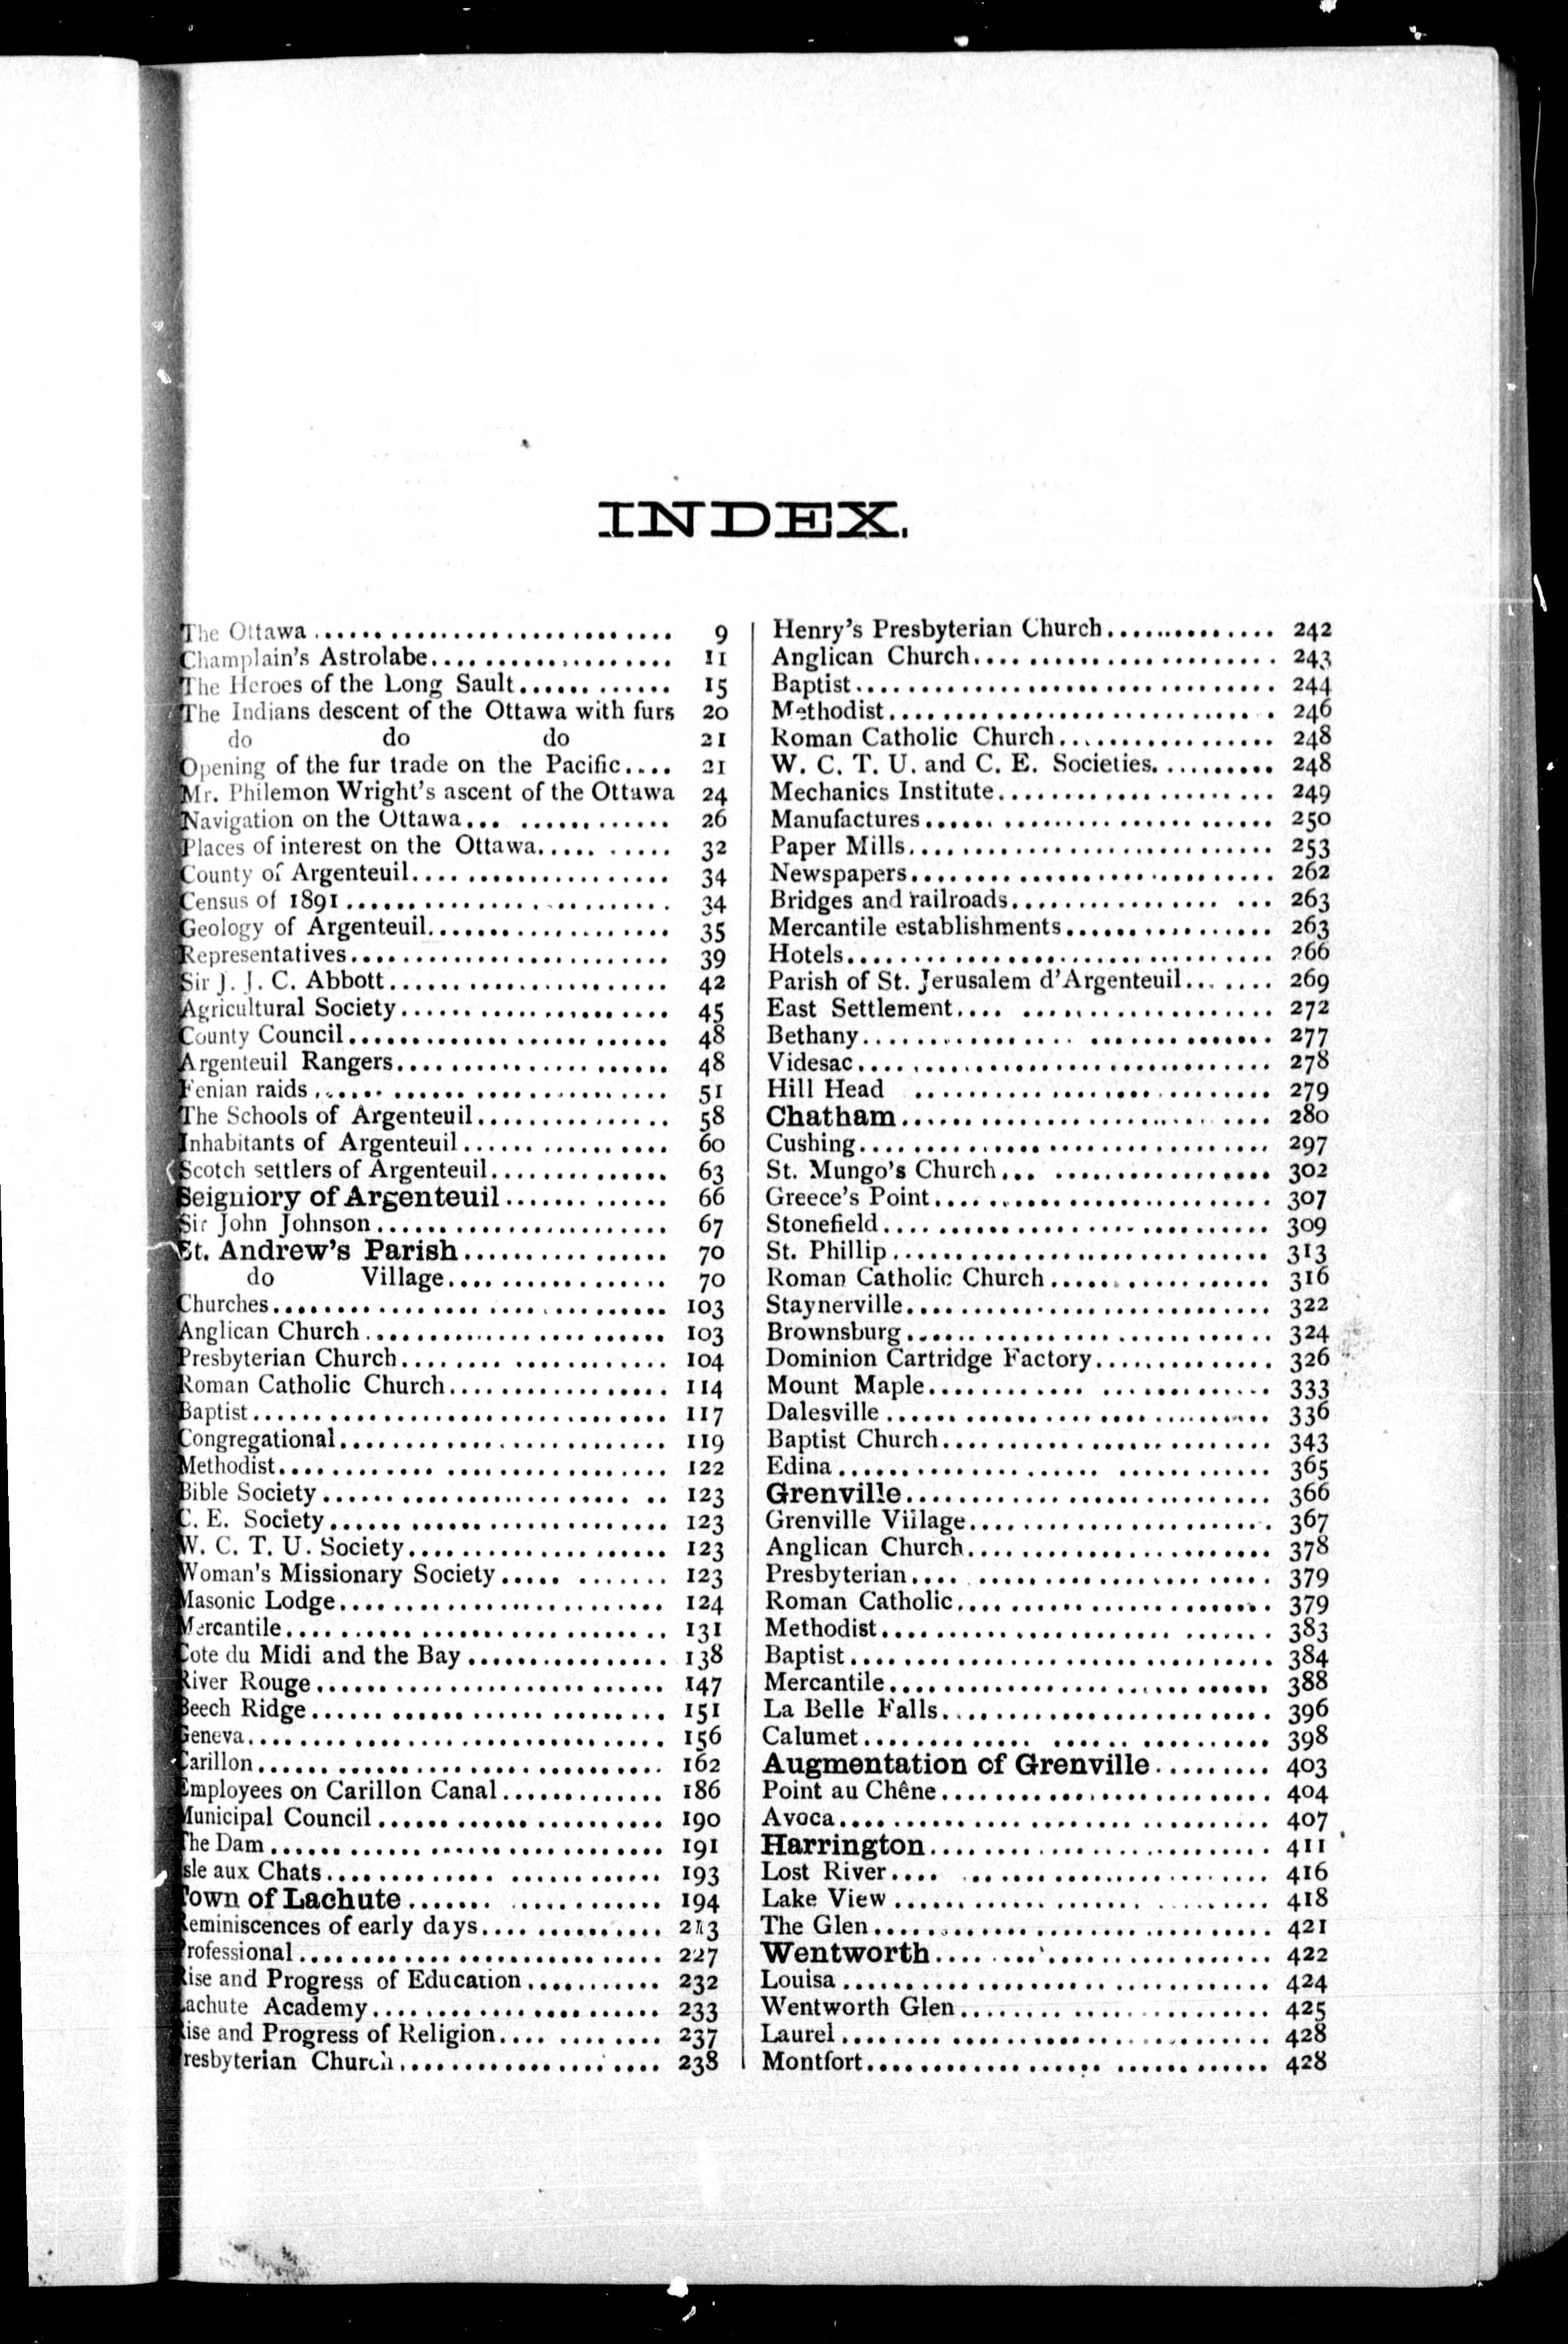 INDEX.
The Ottawa........................... 9
Champlain's Astrolabe.................. 11
The Heroes of the Long Sault............ 15
The Indians descent of the Ottawa with furs 20
do do do 21
Opening of the fur trade on the Pacific.... 21
Mr. Philemon Wright's ascent of the Ottawa 24
Navigation on the Ottawa............... 26
Places of interest on the Ottawa.......... 32
County of Argenteuil................... 34
Census of 1891........................ 34
Geology of Argenteuil.................. 35
Representatives........................ 39
Sir J. J. C. Abbott...................... 42
Agricultural Society..................... 45
County Council........................ 48
Argenteuil Rangers..................... 48
Fenian raids........................... 51
The Schools of Argenteuil............... 58
Inhabitants of Argenteuil................ 60
Scotch settlers of Argenteuil.............. 63
Seigniory of Argenteuil............. 66
Sir John Johnson....................... 67
St. Andrew's Parish................ 70
do Village................. 70
Churches.............................. 103
Anglican Church....................... 103
Presbyterian Church.................... 104
Roman Catholic Church................. 114
Baptist................................ 117
Congregational......................... 119
Methodist............................. 122
Bible Society.......................... 123
C. E. Society.......................... 123
W. C. T. U. Society.................... 123
Woman's Missionary Society............ 123
Masonic Lodge......................... 124
Mercantile............................. 131
Cote du Midi and the Bay............... 138
River Rouge........................... 147
Beech Ridge........................... 151
Geneva................................ 156
Carillon............................... 162
Employees on Carillon Canal............. 186
Municipal Council...................... 190
The Dam.............................. 191
Isle aux Chats.......................... 193
Town of Lachute................... 194
Reminiscences of early days.............. 213
Professional............................ 227
Rise and Progress of Education........... 232
Lachute Academy...................... 233
Rise and Progress of Religion............ 237
Presbyterian Church.................... 238
Henry's Presbyterian Church............. 242
Anglican Church....................... 243
Baptist................................ 244
Methodist............................. 246
Roman Catholic Church................. 248
W. C. T. U. and C. E. Societies.......... 248
Mechanics Institute..................... 249
Manufactures.......................... 250
Paper Mills............................ 253
Newspapers............................ 262
Bridges and railroads................... 263
Mercantile establishments............... 263
Hotels................................ 266
Parish of St. Jerusalem d'Argenteuil....... 269
East Settlement........................ 272
Bethany............................... 277
Videsac............................... 278
Hill Head ........................... 279
Chatham........................... 280
Cushing............................... 297
St. Mungo's Church.................... 302
Greece's Point......................... 307
Stonefield............................. 309
St. Phillip............................. 313
Roman Catholic Church................. 316
Staynerville............................ 322
Brownsburg........................... 324
Dominion Cartridge Factory.............. 326
Mount Maple.......................... 333
Dalesville............................. 336
Baptist Church......................... 343
Edina................................. 365
Grenville........................... 366
Grenville Village....................... 367
Anglican Church....................... 378
Presbyterian........................... 379
Roman Catholic........................ 379
Methodist............................. 383
Baptist................................ 384
Mercantile............................. 388
La Belle Falls.......................... 396
Calumet............................... 398
Augmentation of Grenville......... 403
Point au Chêne......................... 404
Avoca................................. 407
Harrington......................... 411
Lost River............................. 416
Lake View............................ 418
The Glen.............................. 421
Wentworth......................... 422
Louisa................................ 424
Wentworth Glen....................... 425
Laurel................................ 428
Montfort.............................. 428